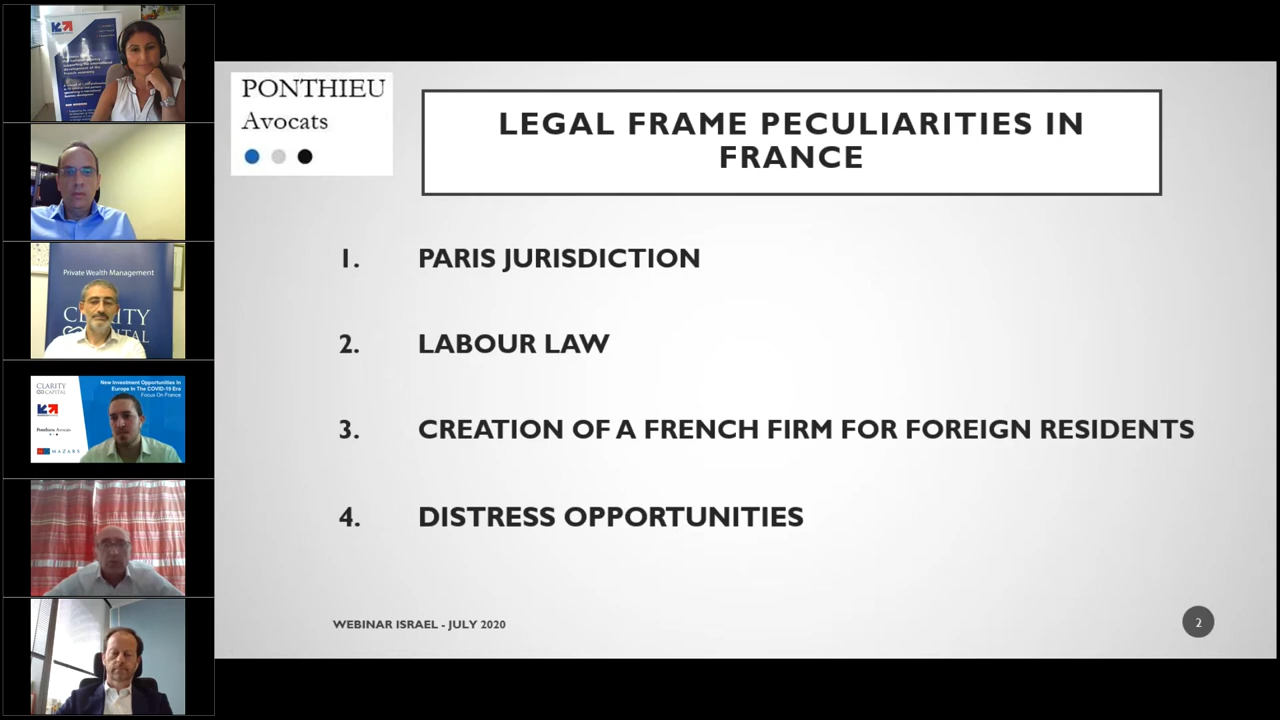 PONTHIEU
Avocats
LEGAL FRAME PECULIARITIES IN
FRANCE
1. PARIS JURISDICTION
2. LABOUR LAW
3. CREATION OF A FRENCH FIRM FOR FOREIGN RESIDENTS
4. DISTRESS OPPORTUNITIES
WEBINAR ISRAEL - JULY 2020
2
Private Wealth Management
CLARITY
CLARITY
CAPITAL
New Investment Opportunities In
Europe In The COVID-19 Era
Focus On France
Ponthieu Avocats
MAZARS